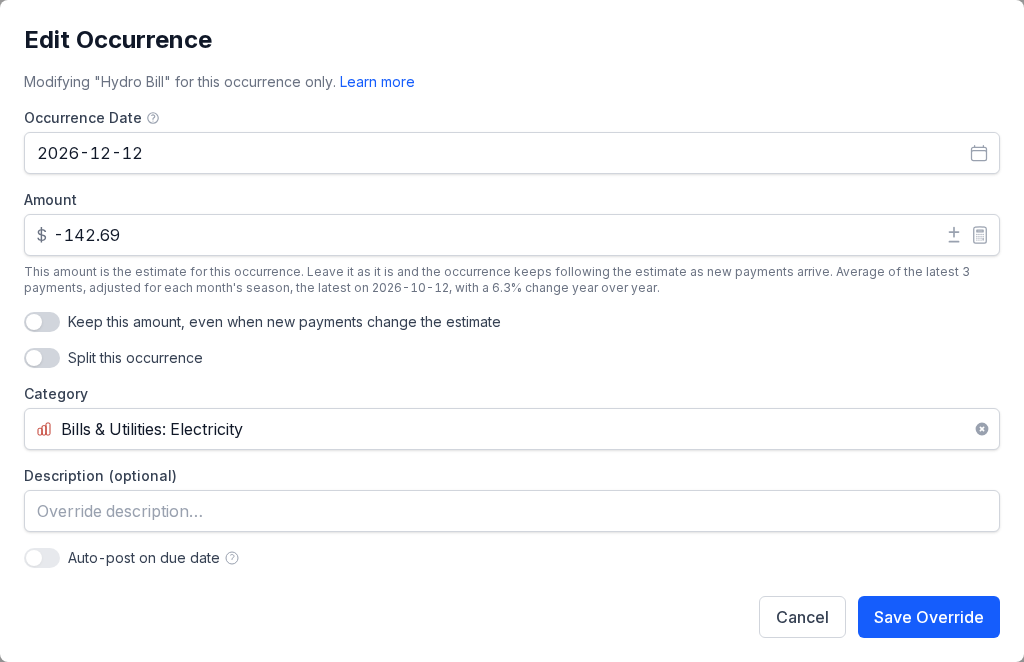 Edit Occurrence
Modifying "Hydro Bill" for this occurrence only. Learn more
Occurrence Date
2026-12-12
Amount
$ -142.69
This amount is the estimate for this occurrence. Leave it as it is and the occurrence keeps following the estimate as new payments arrive. Average of the latest 3
payments, adjusted for each month's season, the latest on 2026-10-12, with a 6.3% change year over year.
Keep this amount, even when new payments change the estimate
Split this occurrence
Category
Bills & Utilities: Electricity
Description (optional)
Override description...
Auto-post on due date
Cancel
Save Override